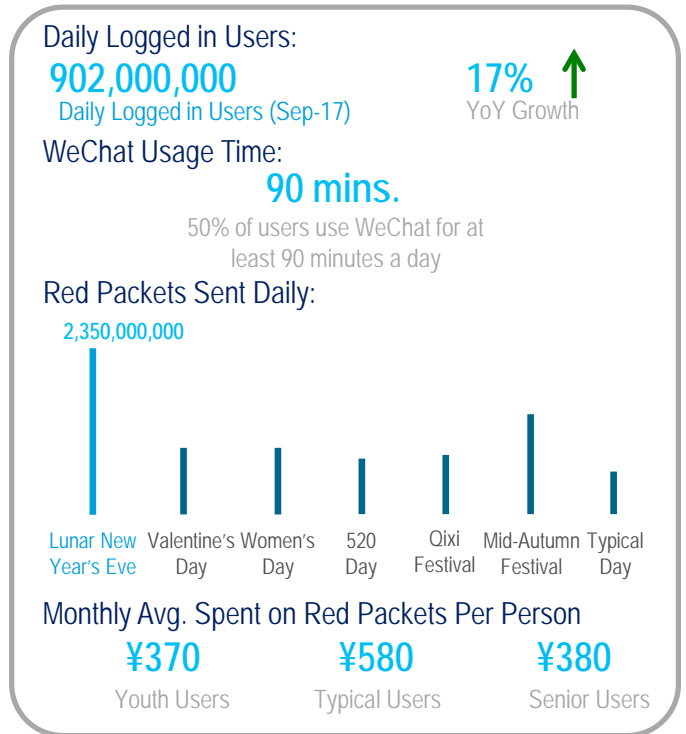 Daily Logged in Users:
902,000,000
17%
Daily Logged in Users (Sep-17)
YoY Growth
WeChat Usage Time:
90 mins.
50% of users use WeChat for at
least 90 minutes a day
Red Packets Sent Daily:
2,350,000,000
Lunar New Year's Eve
Valentine's Day
Women's Day
520 Day
Qixi Festival
Mid-Autumn Festival
Typical Day
Monthly Avg. Spent on Red Packets Per Person
¥370
¥580
¥380
Youth Users
Typical Users
Senior Users